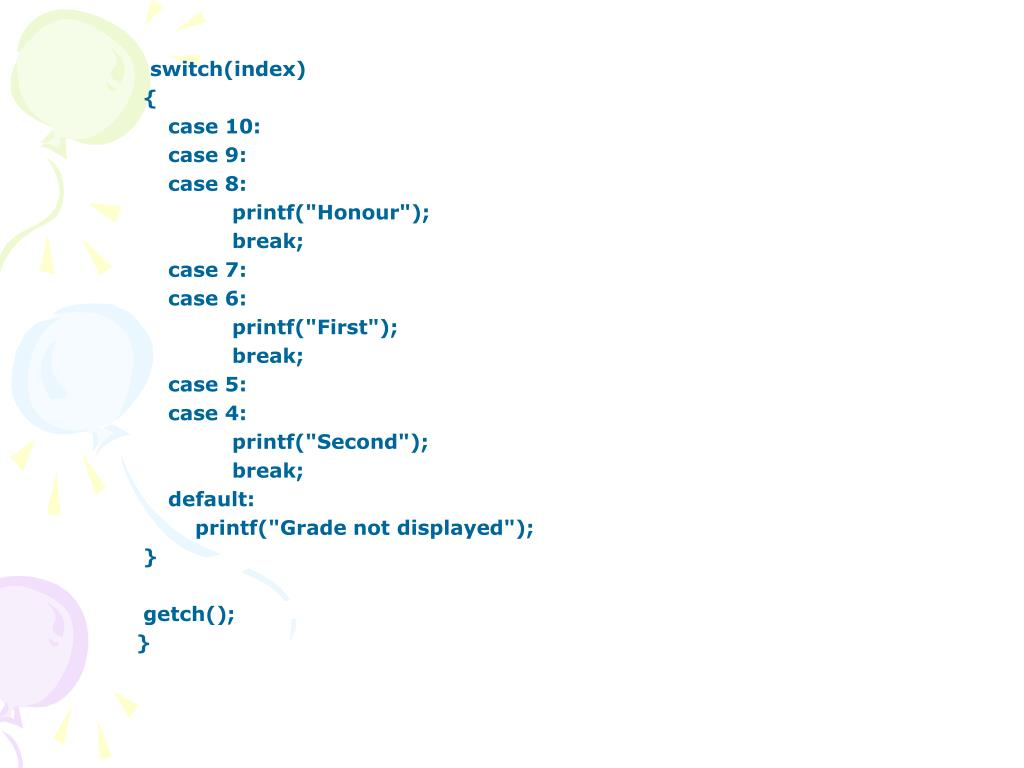 switch(index)
{
case 10:
case 9:
case 8:
printf("Honour");
break;
case 7:
case 6:
printf("First");
break;
case 5:
case 4:
printf("Second");
break;
default:
printf("Grade not displayed");
}
getch();
}